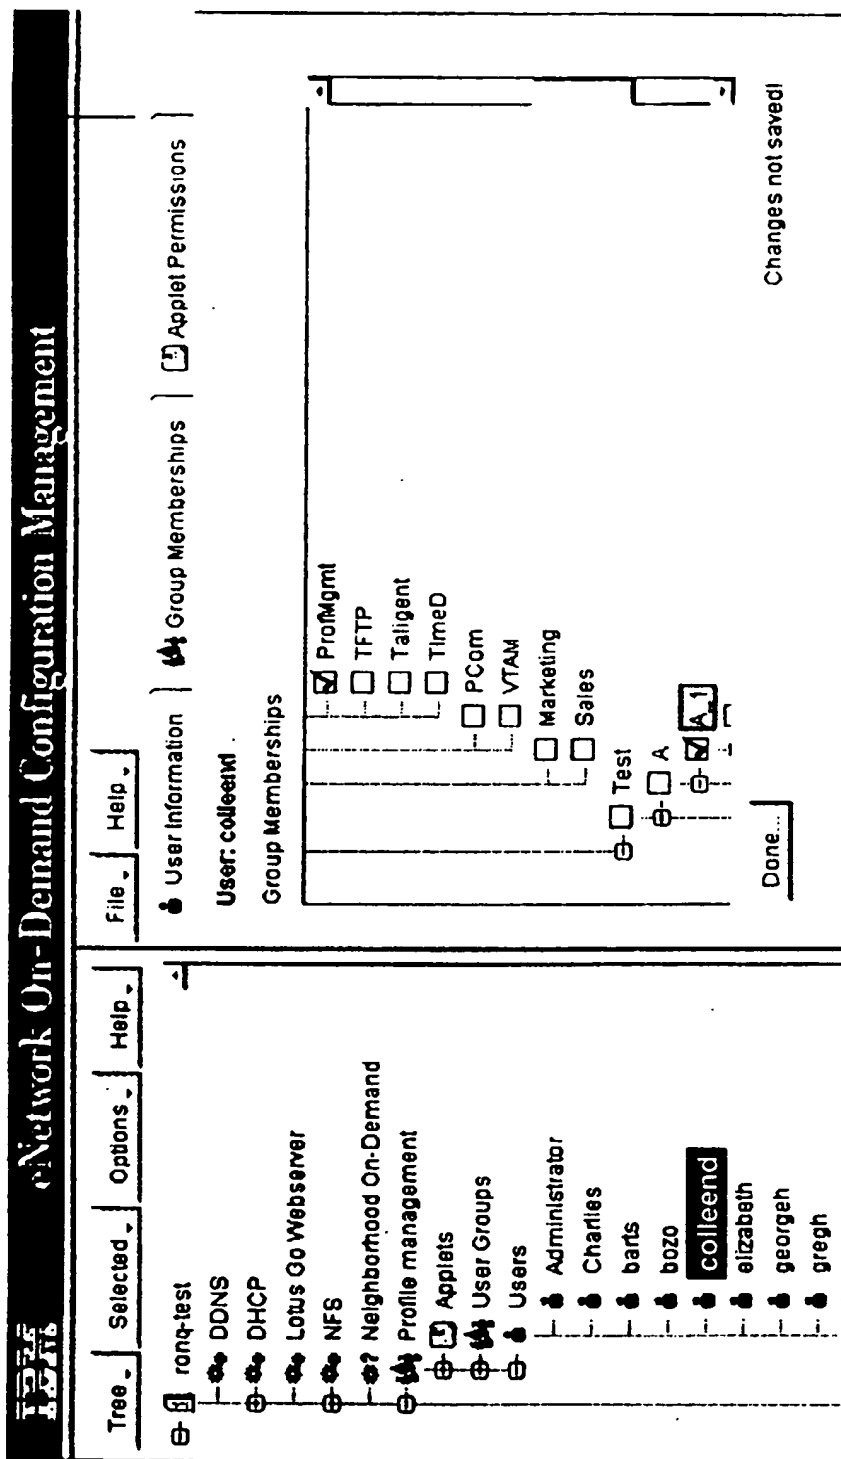 IBM eNetwork On-Demand Configuration Management
Tree Selected Options Help
ronq-test
DDNS
DHCP
Lotus Go Webserver
NFS
Neighborhood On-Demand
Profile management
Applets
User Groups
Users
Administrator
Charlies
barts
bozo
colleend
elizabeth
georgeh
gregh
File Help
User Information Group Memberships Applet Permissions
User: colleend
Group Memberships
ProfMgmt
TFTP
Taligent
TimeD
PCom
VTAM
Marketing
Sales
Test
A
A_1
Done...
Changes not saved!